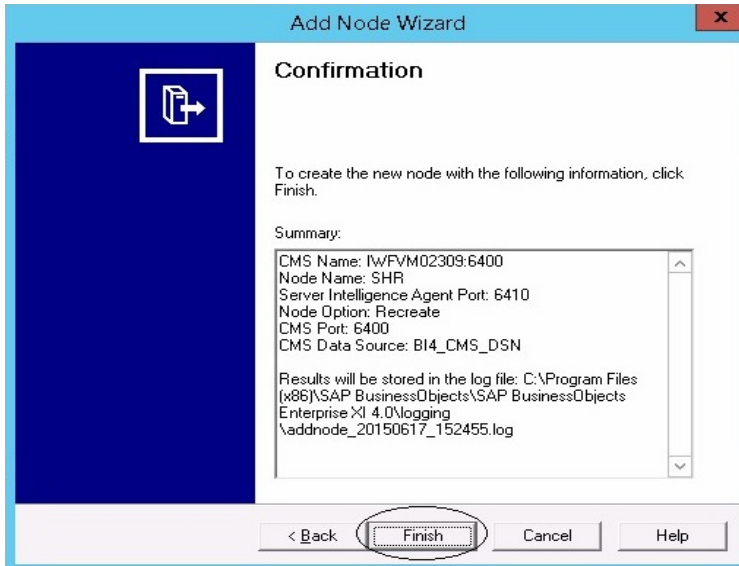 Add Node Wizard
x
Confirmation
To create the new node with the following information, click
Finish.
Summary:
CMS Name: IWFVM02309:6400
Node Name: SHR
Server Intelligence Agent Port: 6410
Node Option: Recreate
CMS Port: 6400
CMS Data Source: BI4_CMS_DSN
Results will be stored in the log file: C:\Program Files
(x86)\SAP BusinessObjects\SAP BusinessObjects
Enterprise XI 4.0\logging
\addnode_20150617_152455.log
< Back Finish Cancel Help